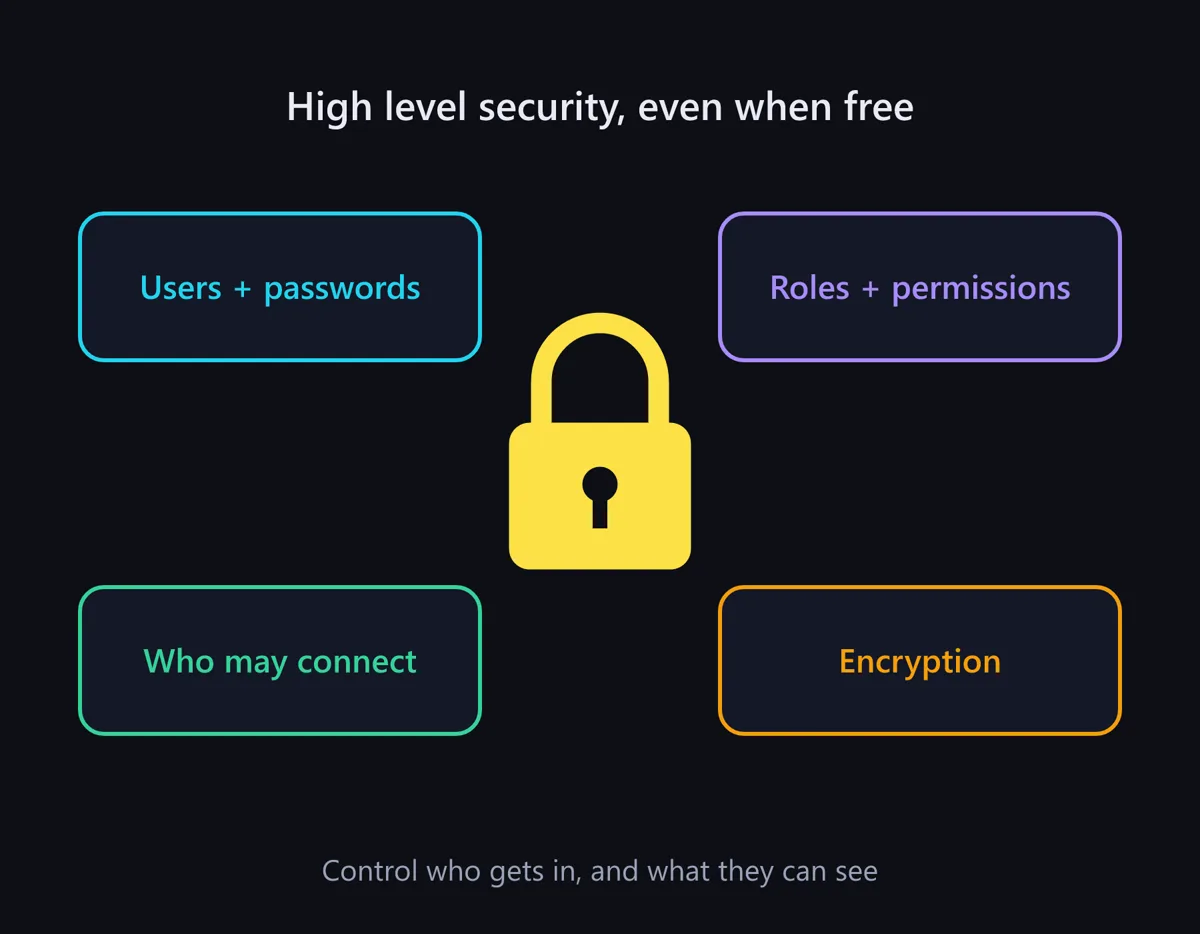 High level security, even when free
Users + passwords
Roles + permissions
Who may connect
Encryption
Control who gets in, and what they can see